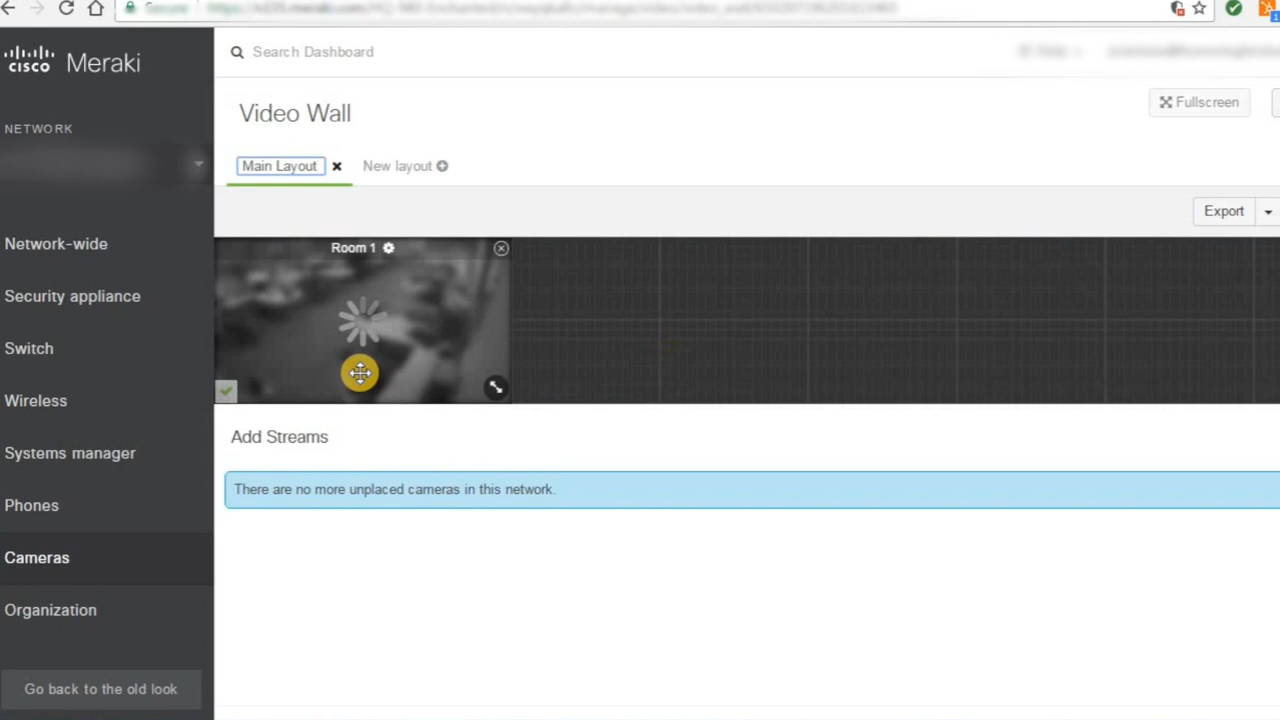 Secure
Search Dashboard
cisco Meraki
Video Wall
Fullscreen
NETWORK
Main Layout
New layout
Export
Room 1
Network-wide
Security appliance
Switch
Wireless
Systems manager
Phones
Cameras
Organization
Go back to the old look
Add Streams
There are no more unplaced cameras in this network.